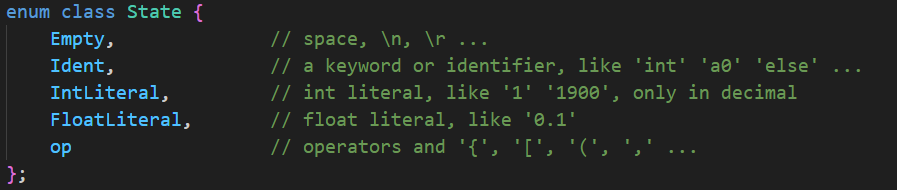 enum class State {
    Empty,              // space, \n, \r ...
    Ident,              // a keyword or identifier, like 'int' 'a0' 'else' ...
    IntLiteral,         // int literal, like '1' '1900', only in decimal
    FloatLiteral,       // float literal, like '0.1'
    op                  // operators and '{', '[', '(', ',' ...
};